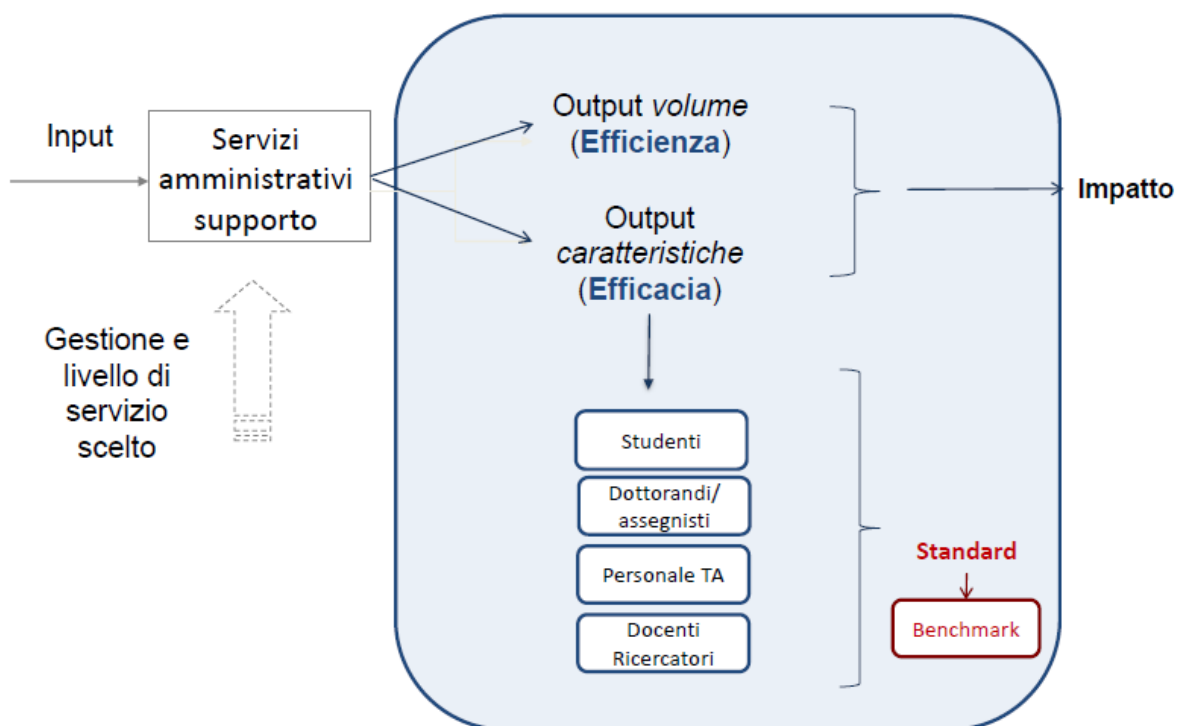 Input
Servizi
amministrativi
supporto
Gestione e
livello di
servizio
scelto
Output volume
(Efficienza)
Output
caratteristiche
(Efficacia)
Impatto
Studenti
Dottorandi/
assegnisti
Personale TA
Docenti
Ricercatori
Standard
Benchmark